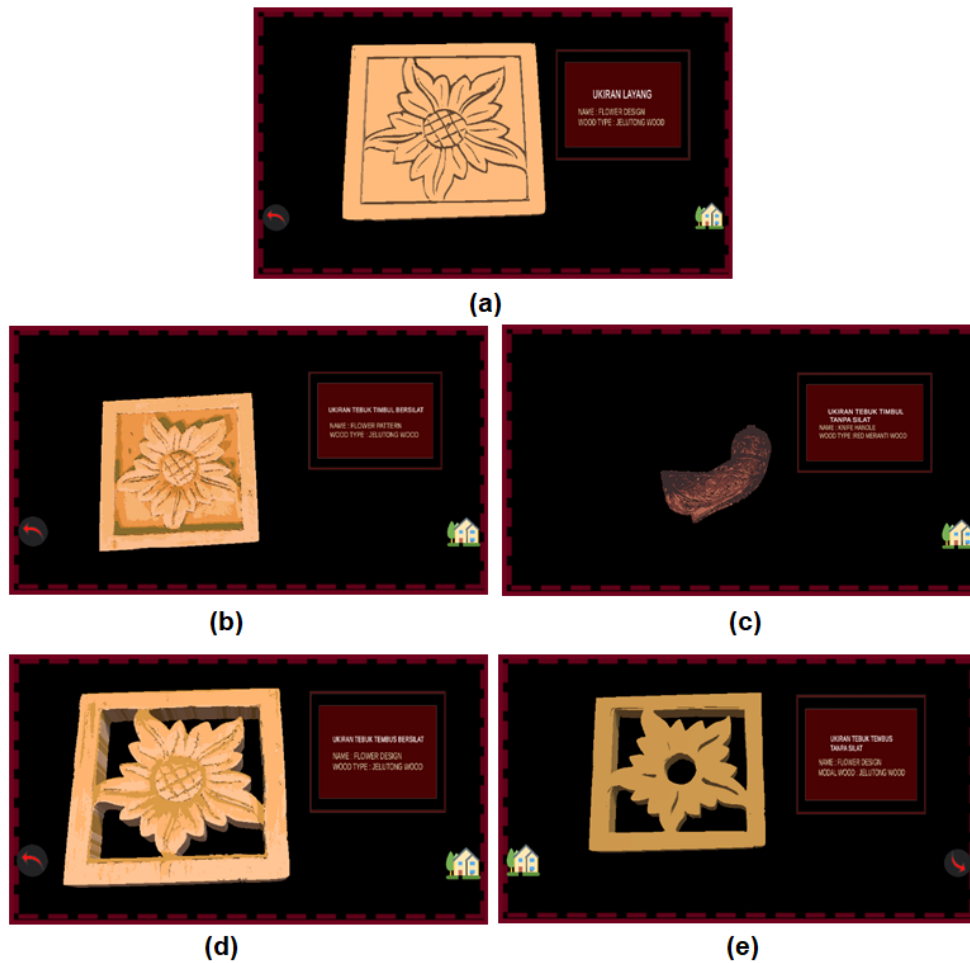 UKIRAN LAYANG
NAME : FLOWER DESIGN
WOOD TYPE : JELUTONG WOOD
(a)
UKIRAN TEBUK TIMBUL BERSILAT
NAME : FLOWER PATTERN
WOOD TYPE : JELUTONG WOOD
(b)
UKIRAN TEBUK TIMBUL
TANPA SILAT
NAME : KNIFE HANDLE
WOOD TYPE :RED MERANTI WOOD
(c)
UKIRAN TEBUK TEMBUS BERSILAT
NAME : FLOWER DESIGN
WOOD TYPE : JELUTONG WOOD
(d)
UKIRAN TEBUK TEMBUS
TANPA SILAT
NAME : FLOWER DESIGN
MODAL WOOD : JELUTONG WOOD
(e)